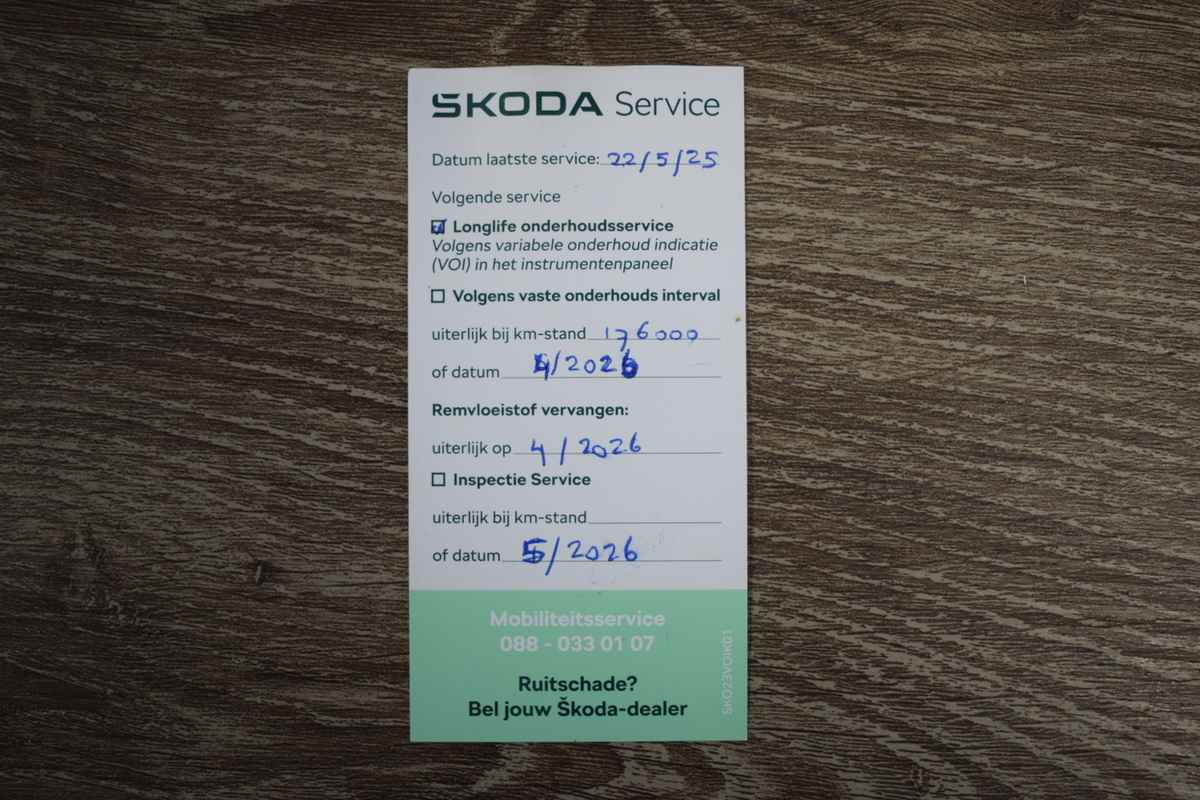 ŠKODA Service
Datum laatste service: 22/5/25
Volgende service
Longlife onderhoudsservice
Volgens variabele onderhoud indicatie
(VOI) in het instrumentenpaneel
Volgens vaste onderhouds interval
uiterlijk bij km-stand 176000
of datum /2026
Remvloeistof vervangen:
uiterlijk op 4/2026
Inspectie Service
uiterlijk bij km-stand
of datum 5/2026
Mobiliteitsservice
088 - 033 01 07
Ruitschade?
Bel jouw Škoda-dealer
SKO23VOIK01